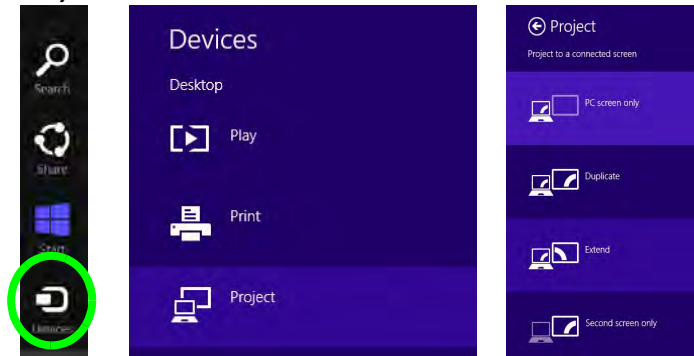 Search
Share
Start
Devices
Devices
Desktop
Play
Print
Project
Project
Project to a connected screen
PC screen only
Duplicate
Extend
Second screen only